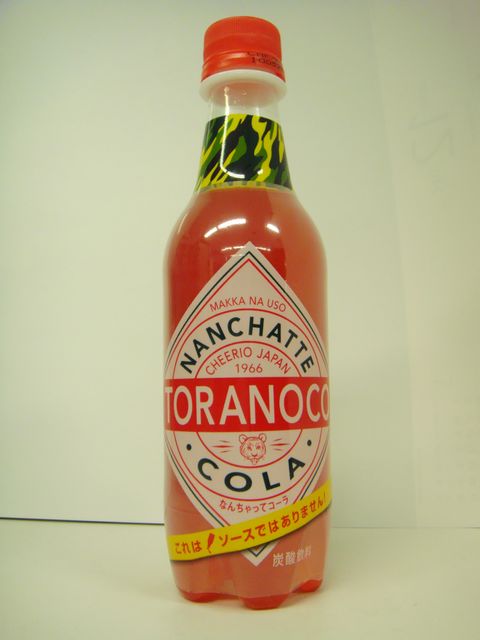 MAKKA NA USO
NANCHATTE
CHEERIO JAPAN
1966
TORANOCO
COLA
なんちゃってコーラ
これは！ソースではありません！
炭酸飲料